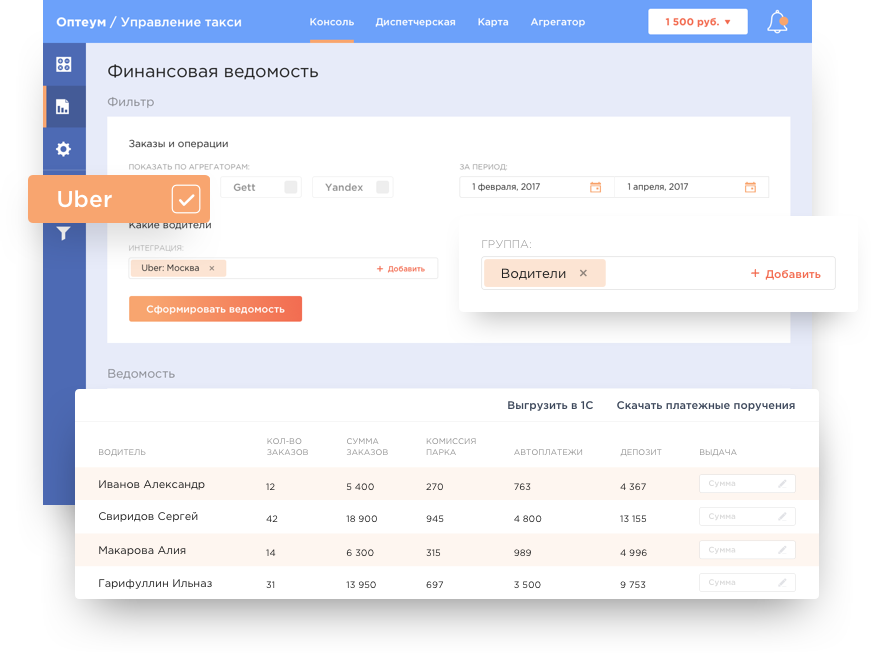 Оптеум / Управление такси
Консоль Диспетчерская Карта Агрегатор
1 500 руб.
Финансовая ведомость
Фильтр
Заказы и операции
ПОКАЗАТЬ ПО АГРЕГАТОРАМ:
Uber
Gett
Yandex
ЗА ПЕРИОД:
1 февраля, 2017
1 апреля, 2017
Какие водители
ИНТЕГРАЦИЯ:
Uber: Москва × + Добавить
ГРУППА:
Водители × + Добавить
Сформировать ведомость
Ведомость
Выгрузить в 1С Скачать платежные поручения
ВОДИТЕЛЬ КОЛ-ВО ЗАКАЗОВ СУММА ЗАКАЗОВ КОМИССИЯ ПАРКА АВТОПЛАТЕЖИ ДЕПОЗИТ ВЫДАЧА
Иванов Александр 12 5 400 270 763 4 367 Сумма
Свиридов Сергей 42 18 900 945 4 800 13 155 Сумма
Макарова Алия 14 6 300 315 989 4 996 Сумма
Гарифуллин Ильназ 31 13 950 697 3 500 9 753 Сумма